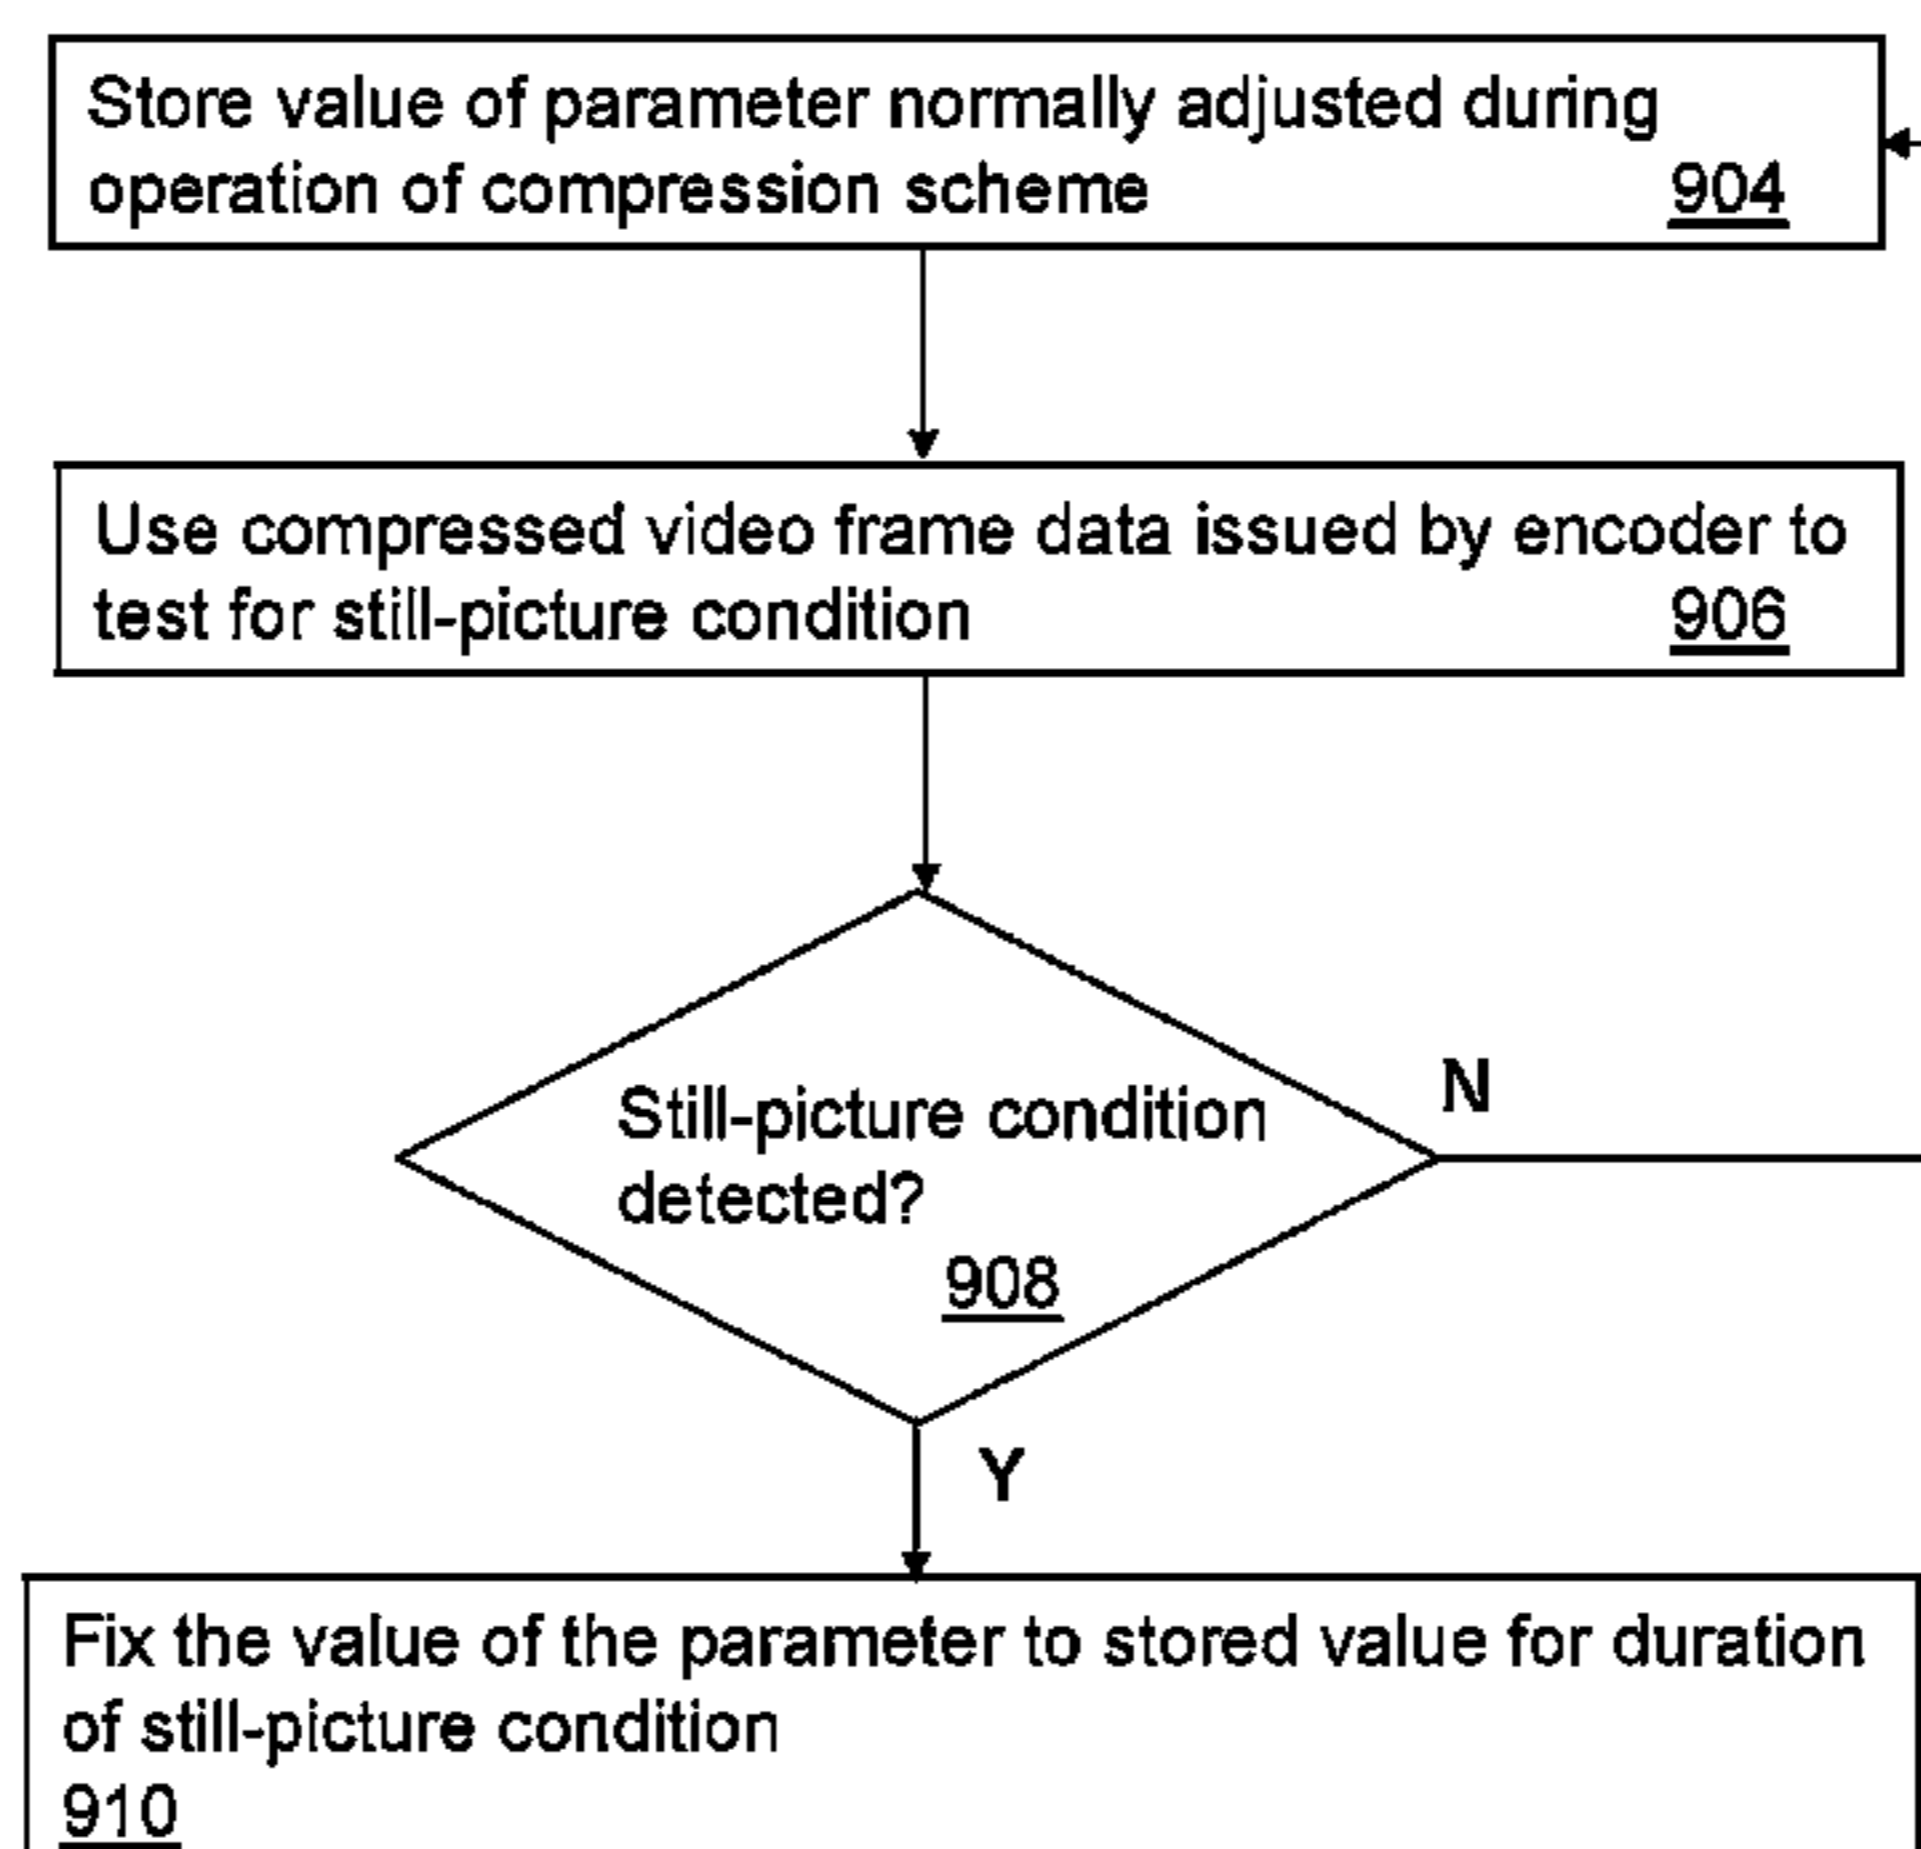 Store value of parameter normally adjusted during
operation of compression scheme 904
Use compressed video frame data issued by encoder to
test for still-picture condition 906
Still-picture condition
detected?
908
N
Y
Fix the value of the parameter to stored value for duration
of still-picture condition
910